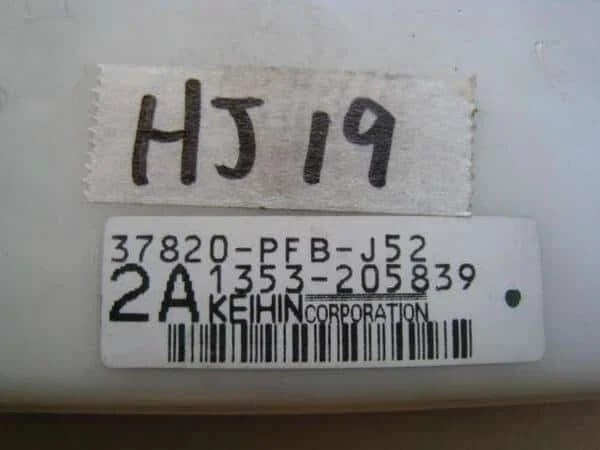 HJ19
37820-PFB-J52
2A 1353-205839
KEIHIN CORPORATION